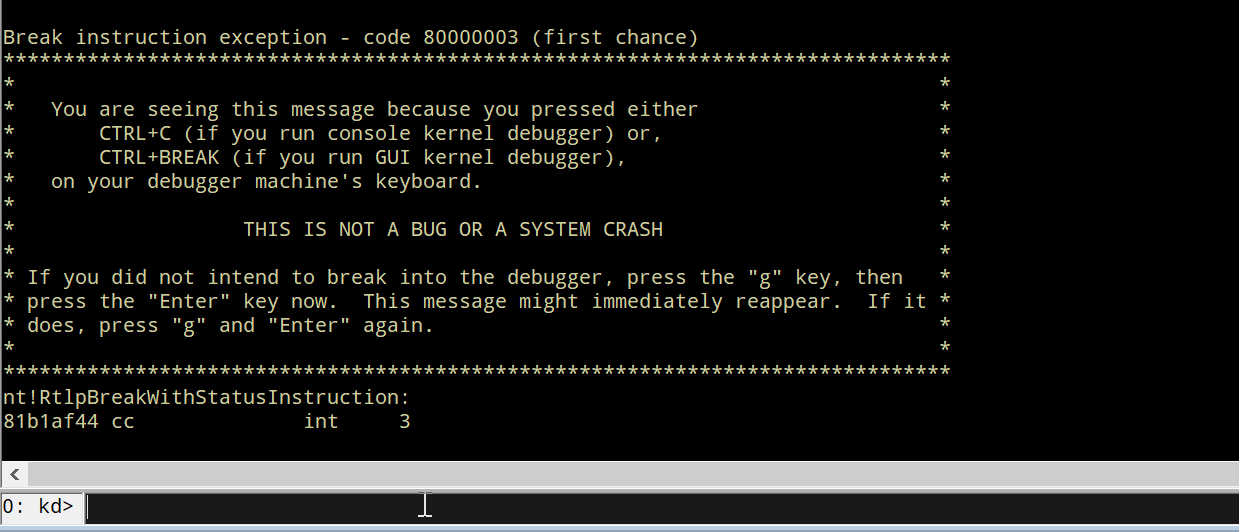 Break instruction exception - code 80000003 (first chance)
*******************************************************************************
*                                                                             *
*   You are seeing this message because you pressed either                    *
*       CTRL+C (if you run console kernel debugger) or,                       *
*       CTRL+BREAK (if you run GUI kernel debugger),                          *
*   on your debugger machine's keyboard.                                      *
*                                                                             *
*                   THIS IS NOT A BUG OR A SYSTEM CRASH                       *
*                                                                             *
* If you did not intend to break into the debugger, press the "g" key, then   *
* press the "Enter" key now.  This message might immediately reappear.  If it *
* does, press "g" and "Enter" again.                                          *
*                                                                             *
*******************************************************************************
nt!RtlpBreakWithStatusInstruction:
81b1af44 cc              int     3
<
0: kd>